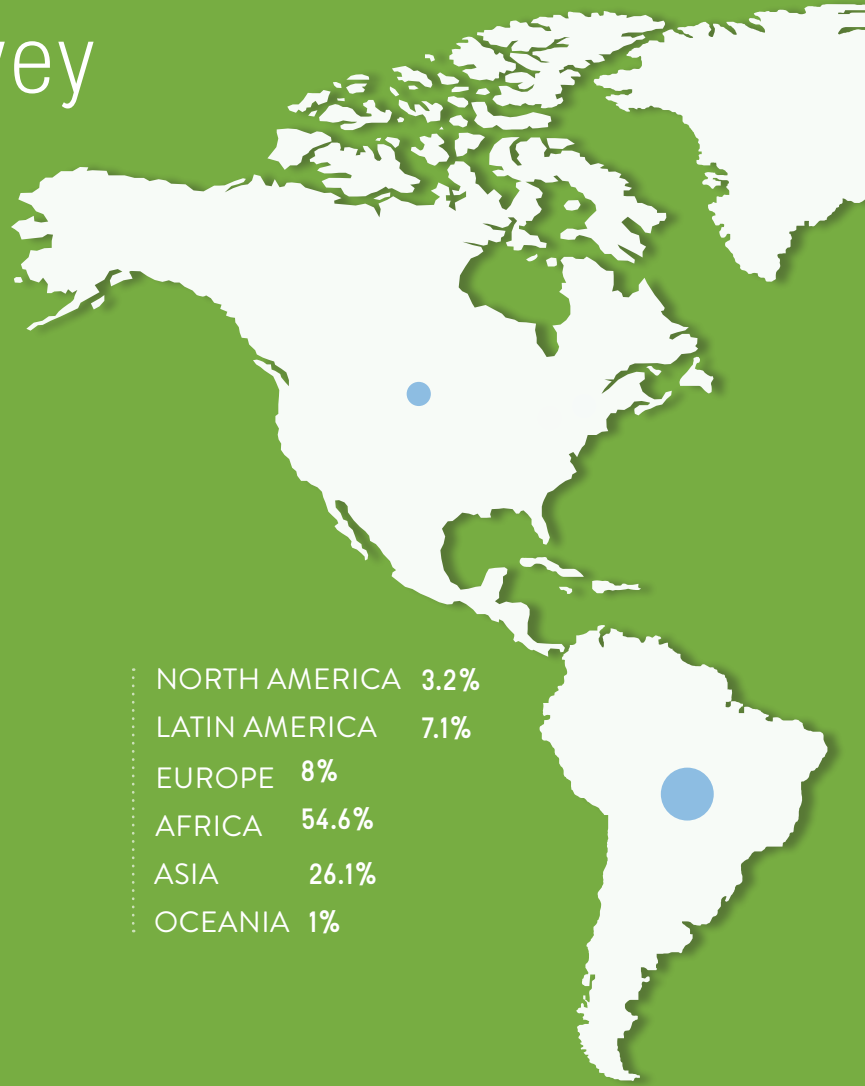 vey
NORTH AMERICA 3.2%
LATIN AMERICA 7.1%
EUROPE 8%
AFRICA 54.6%
ASIA 26.1%
OCEANIA 1%